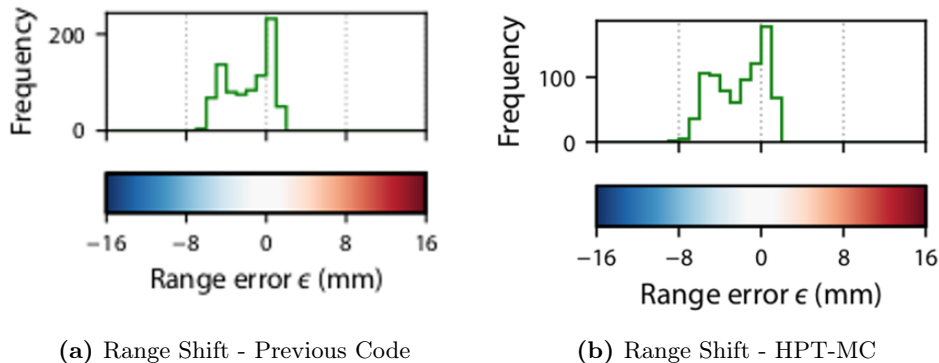 Frequency
200
0
−16 −8 0 8 16
Range error ϵ (mm)
(a) Range Shift - Previous Code
Frequency
100
0
−16 −8 0 8 16
Range error ϵ (mm)
(b) Range Shift - HPT-MC